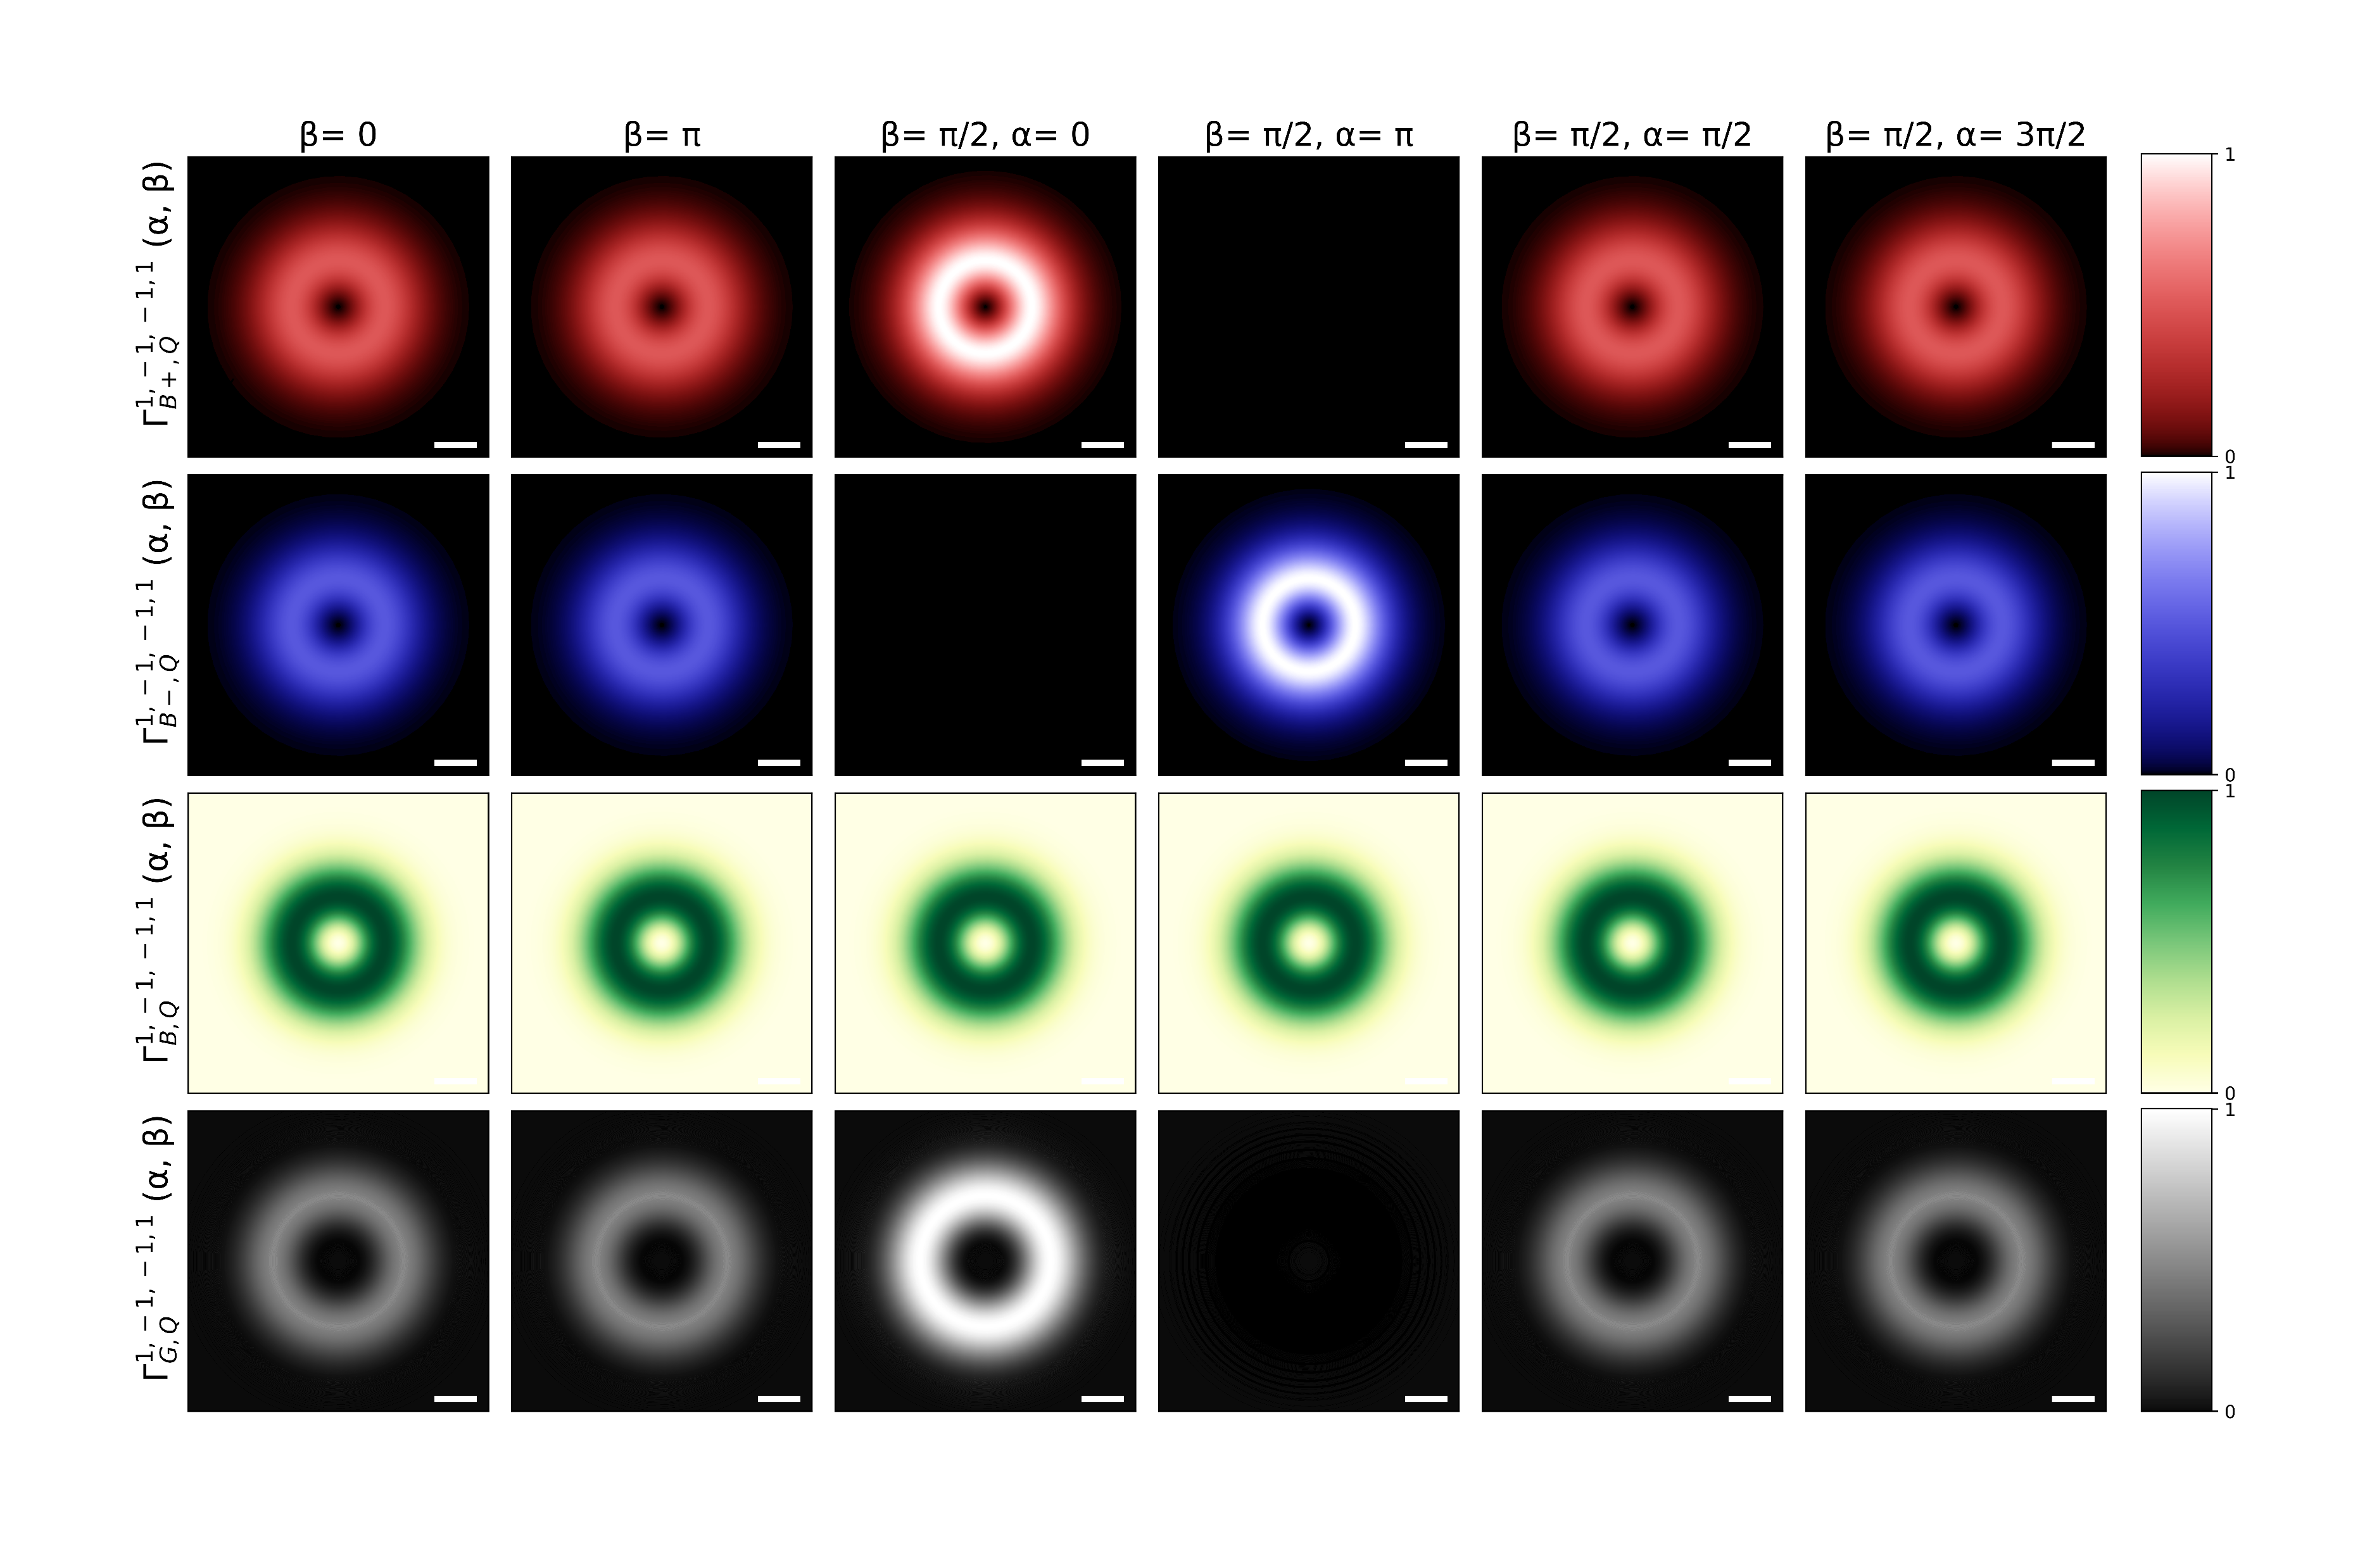 β= 0
β= π
β= π/2, α= 0
β= π/2, α= π
β= π/2, α= π/2
β= π/2, α= 3π/2
Γ^{1,−1,−1,1}_{B+,Q} (α, β)
1
0
Γ^{1,−1,−1,1}_{B−,Q} (α, β)
1
0
Γ^{1,−1,−1,1}_{B,Q} (α, β)
1
0
Γ^{1,−1,−1,1}_{G,Q} (α, β)
1
0